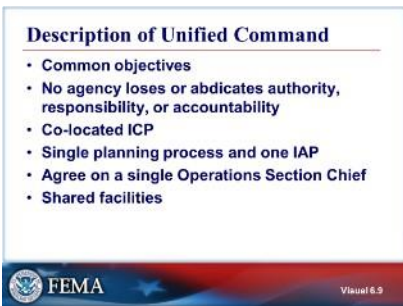 Description of Unified Command
• Common objectives
• No agency loses or abdicates authority,
responsibility, or accountability
• Co-located ICP
• Single planning process and one IAP
• Agree on a single Operations Section Chief
• Shared facilities
FEMA
Visual 6.9